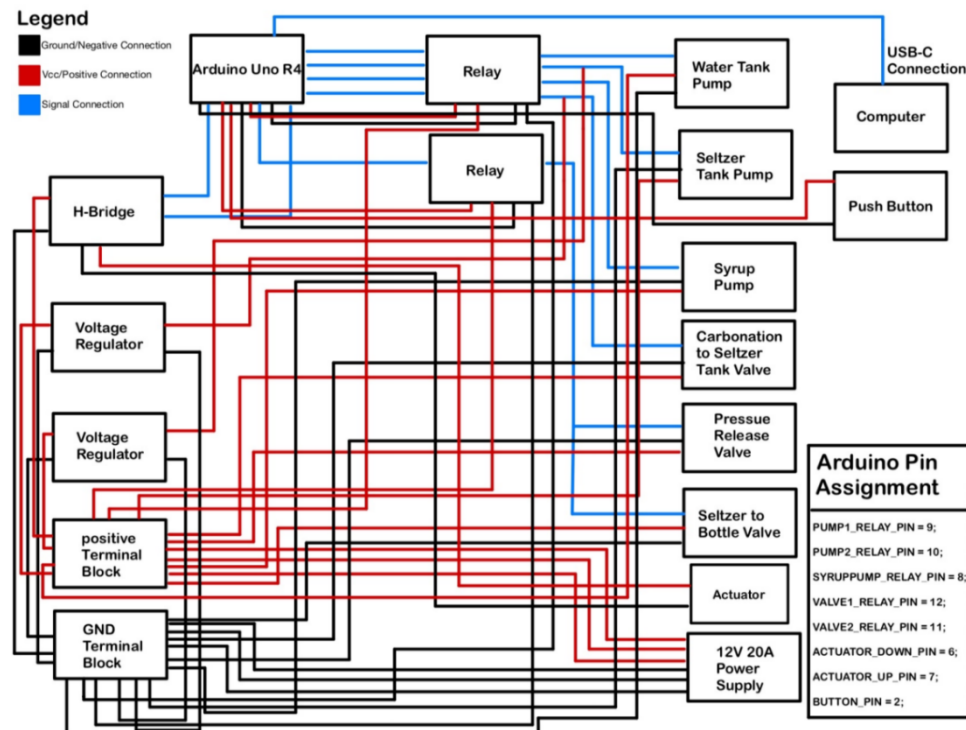 Legend
Ground/Negative Connection
Vcc/Positive Connection
Signal Connection
Arduino Uno R4
Relay
Water Tank
Pump
USB-C
Connection
Computer
Relay
Seltzer
Tank Pump
H-Bridge
Push Button
Syrup
Pump
Voltage
Regulator
Carbonation
to Seltzer
Tank Valve
Voltage
Regulator
Pressue
Release
Valve
positive
Terminal
Block
Seltzer to
Bottle Valve
Actuator
GND
Terminal
Block
12V 20A
Power
Supply
Arduino Pin
Assignment
PUMP1_RELAY_PIN = 9;
PUMP2_RELAY_PIN = 10;
SYRUPPUMP_RELAY_PIN = 8;
VALVE1_RELAY_PIN = 12;
VALVE2_RELAY_PIN = 11;
ACTUATOR_DOWN_PIN = 6;
ACTUATOR_UP_PIN = 7;
BUTTON_PIN = 2;